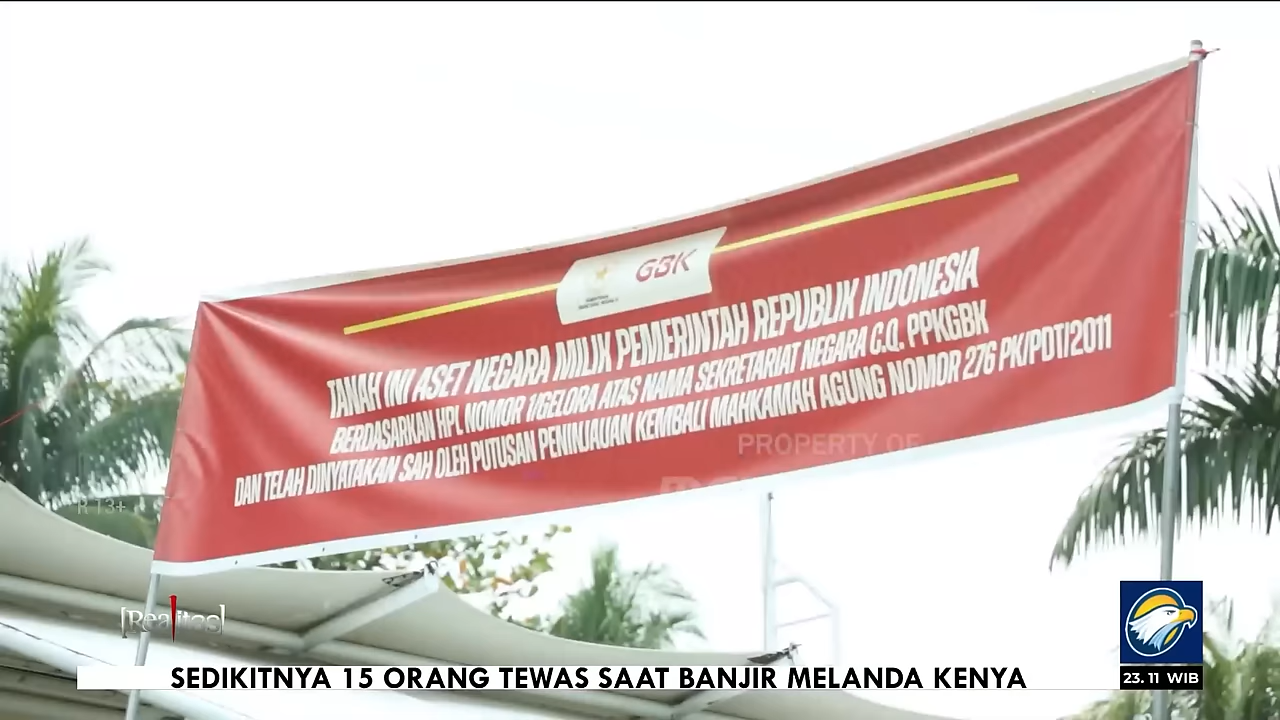 GBK
TANAH INI ASET NEGARA MILIK PEMERINTAH REPUBLIK INDONESIA
BERDASARKAN HPL NOMOR 1/GELORA ATAS NAMA SEKRETARIAT NEGARA C.Q. PPKGBK
DAN TELAH DINYATAKAN SAH OLEH PUTUSAN PENINJAUAN KEMBALI MAHKAMAH AGUNG NOMOR 276 PK/PDT/2011
PROPERTY OF
R 13+
[Realitas]
SEDIKITNYA 15 ORANG TEWAS SAAT BANJIR MELANDA KENYA
23.11 WIB